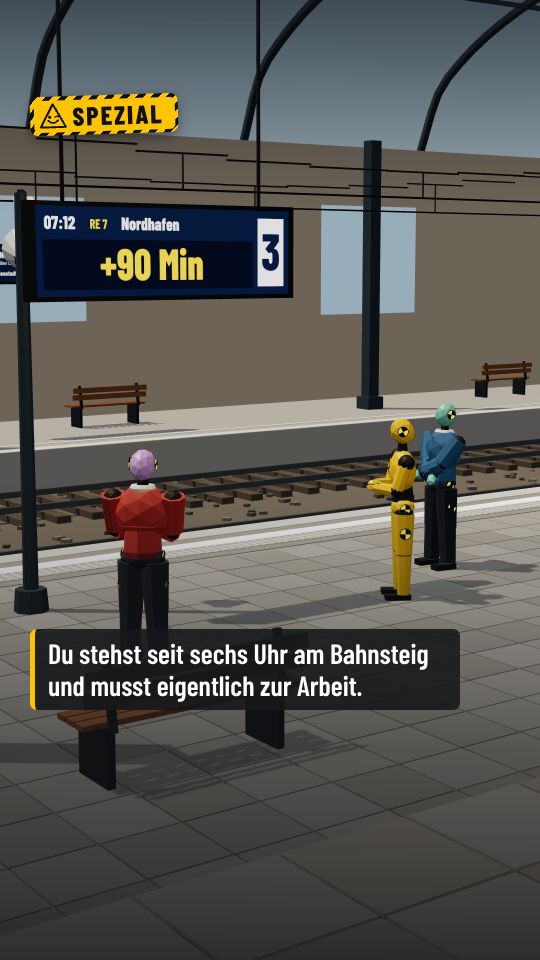 SPEZIAL
07:12 RE 7 Nordhafen
+90 Min
3
Du stehst seit sechs Uhr am Bahnsteig
und musst eigentlich zur Arbeit.